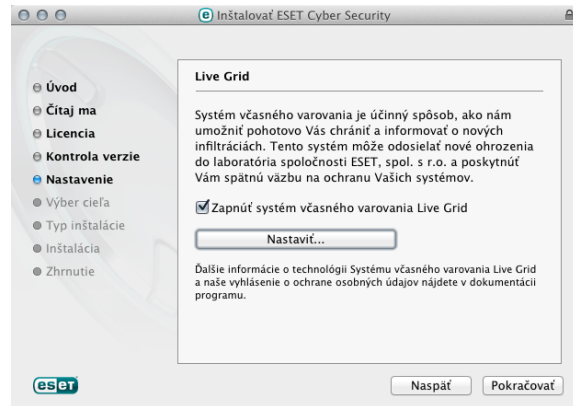 Inštalovať ESET Cyber Security
Úvod
Čítaj ma
Licencia
Kontrola verzie
Nastavenie
Výber cieľa
Typ inštalácie
Inštalácia
Zhrnutie
Live Grid
Systém včasného varovania je účinný spôsob, ako nám
umožniť pohotovo Vás chrániť a informovať o nových
infiltráciách. Tento systém môže odosielať nové ohrozenia
do laboratória spoločnosti ESET, spol. s r.o. a poskytnúť
Vám spätnú väzbu na ochranu Vašich systémov.
Zapnúť systém včasného varovania Live Grid
Nastaviť...
Ďalšie informácie o technológii Systému včasného varovania Live Grid
a naše vyhlásenie o ochrane osobných údajov nájdete v dokumentácii
programu.
eseT
Naspäť
Pokračovať